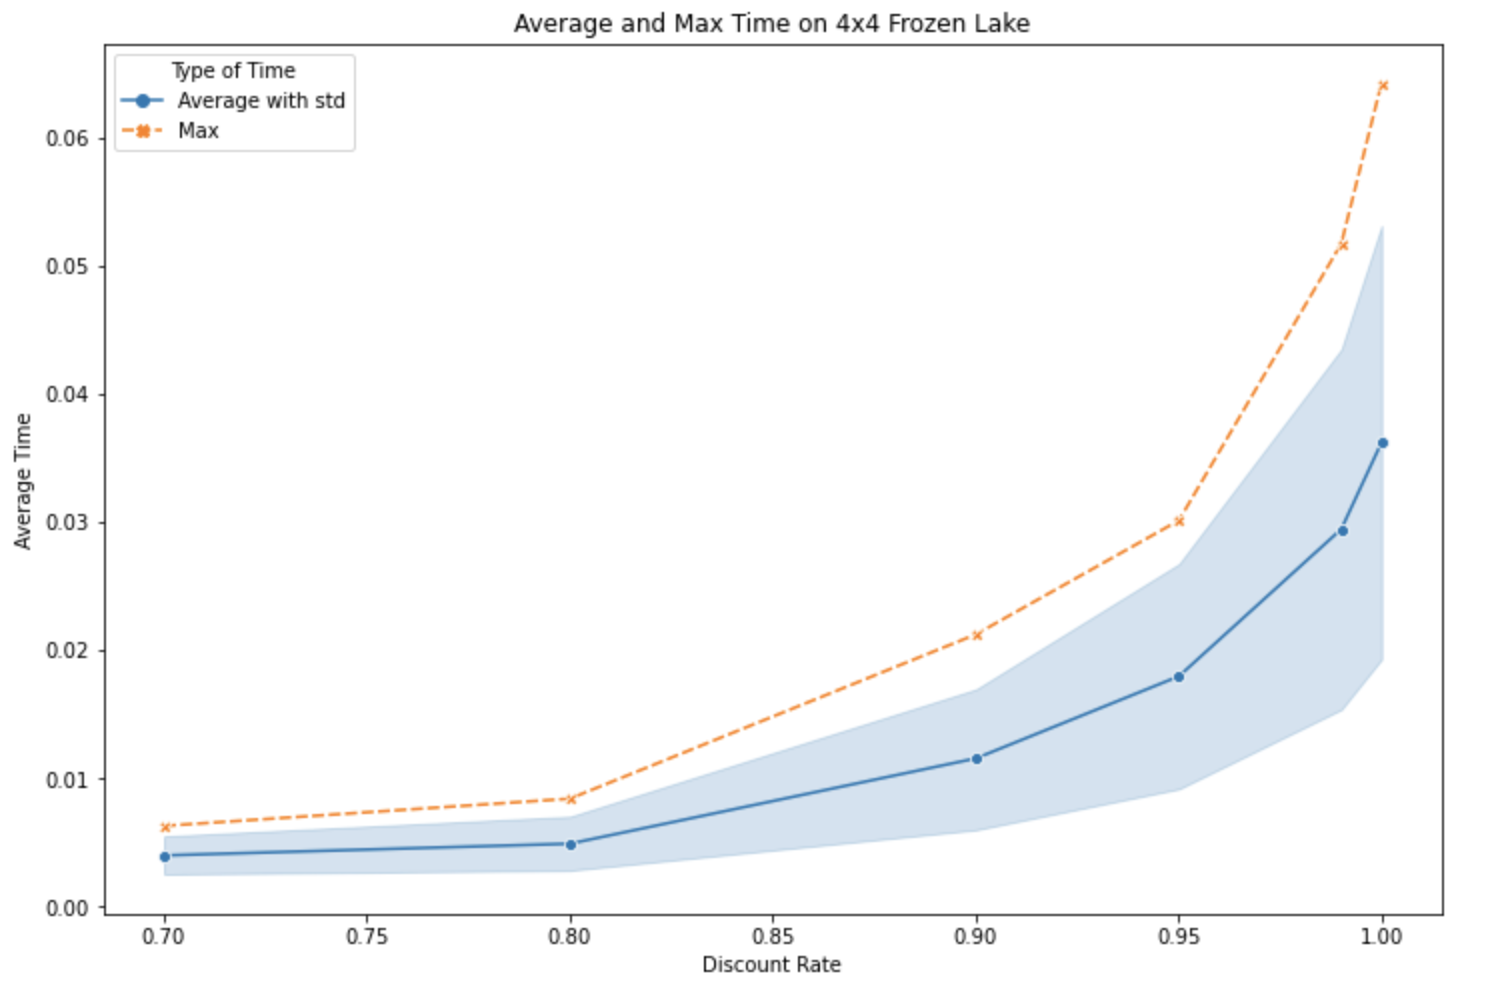 Average and Max Time on 4x4 Frozen Lake
Type of Time
Average with std
Max
0.06
0.05
0.04
0.03
0.02
0.01
0.00
Average Time
0.70 0.75 0.80 0.85 0.90 0.95 1.00
Discount Rate